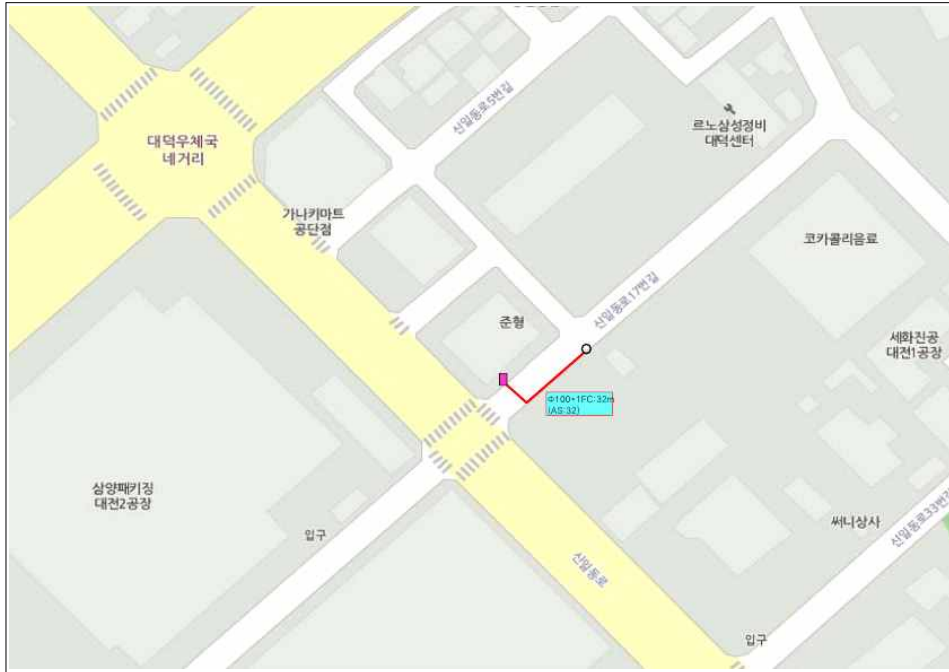 신일동로5번길
르노삼성정비
대덕센터
대덕우체국
네거리
가나키마트
공단점
코카콜리음료
신일동로17번길
준형
세화진공
대전1공장
Φ100×1FC:32m
(AS:32)
삼양패키징
대전2공장
입구
써니상사
신일동로33번길
신일동로
입구